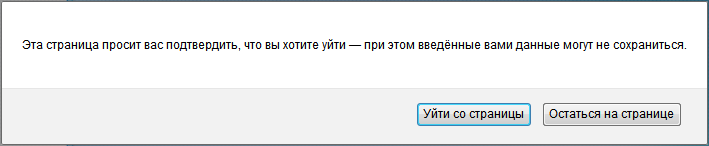 Эта страница просит вас подтвердить, что вы хотите уйти — при этом введённые вами данные могут не сохраниться.
Уйти со страницы Остаться на странице